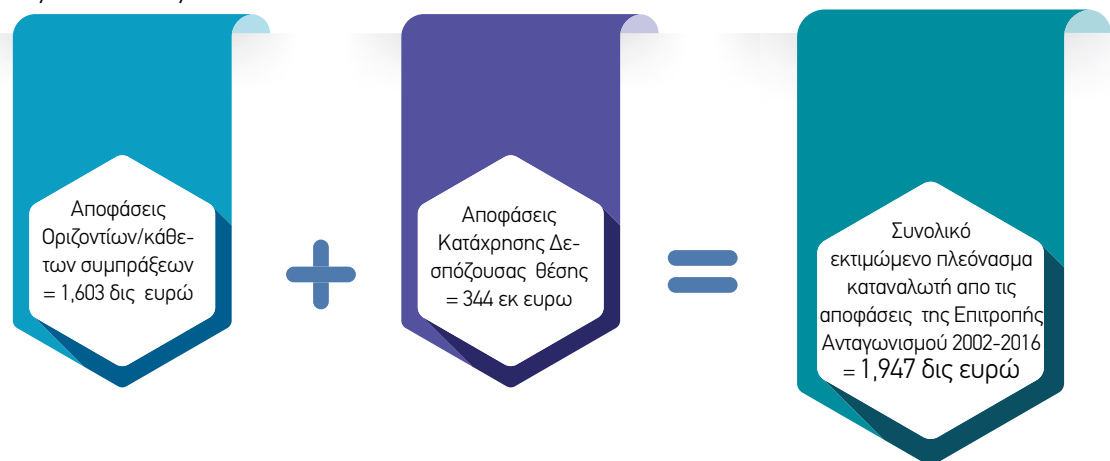 Αποφάσεις
Οριζοντίων/κάθε-
των συμπράξεων
= 1,603 δις ευρώ
Αποφάσεις
Κατάχρησης Δε-
σπόζουσας θέσης
= 344 εκ ευρω
Συνολικό
εκτιμώμενο πλεόνασμα
καταναλωτή απο τις
αποφάσεις της Επιτροπής
Ανταγωνισμού 2002-2016
= 1,947 δις ευρώ